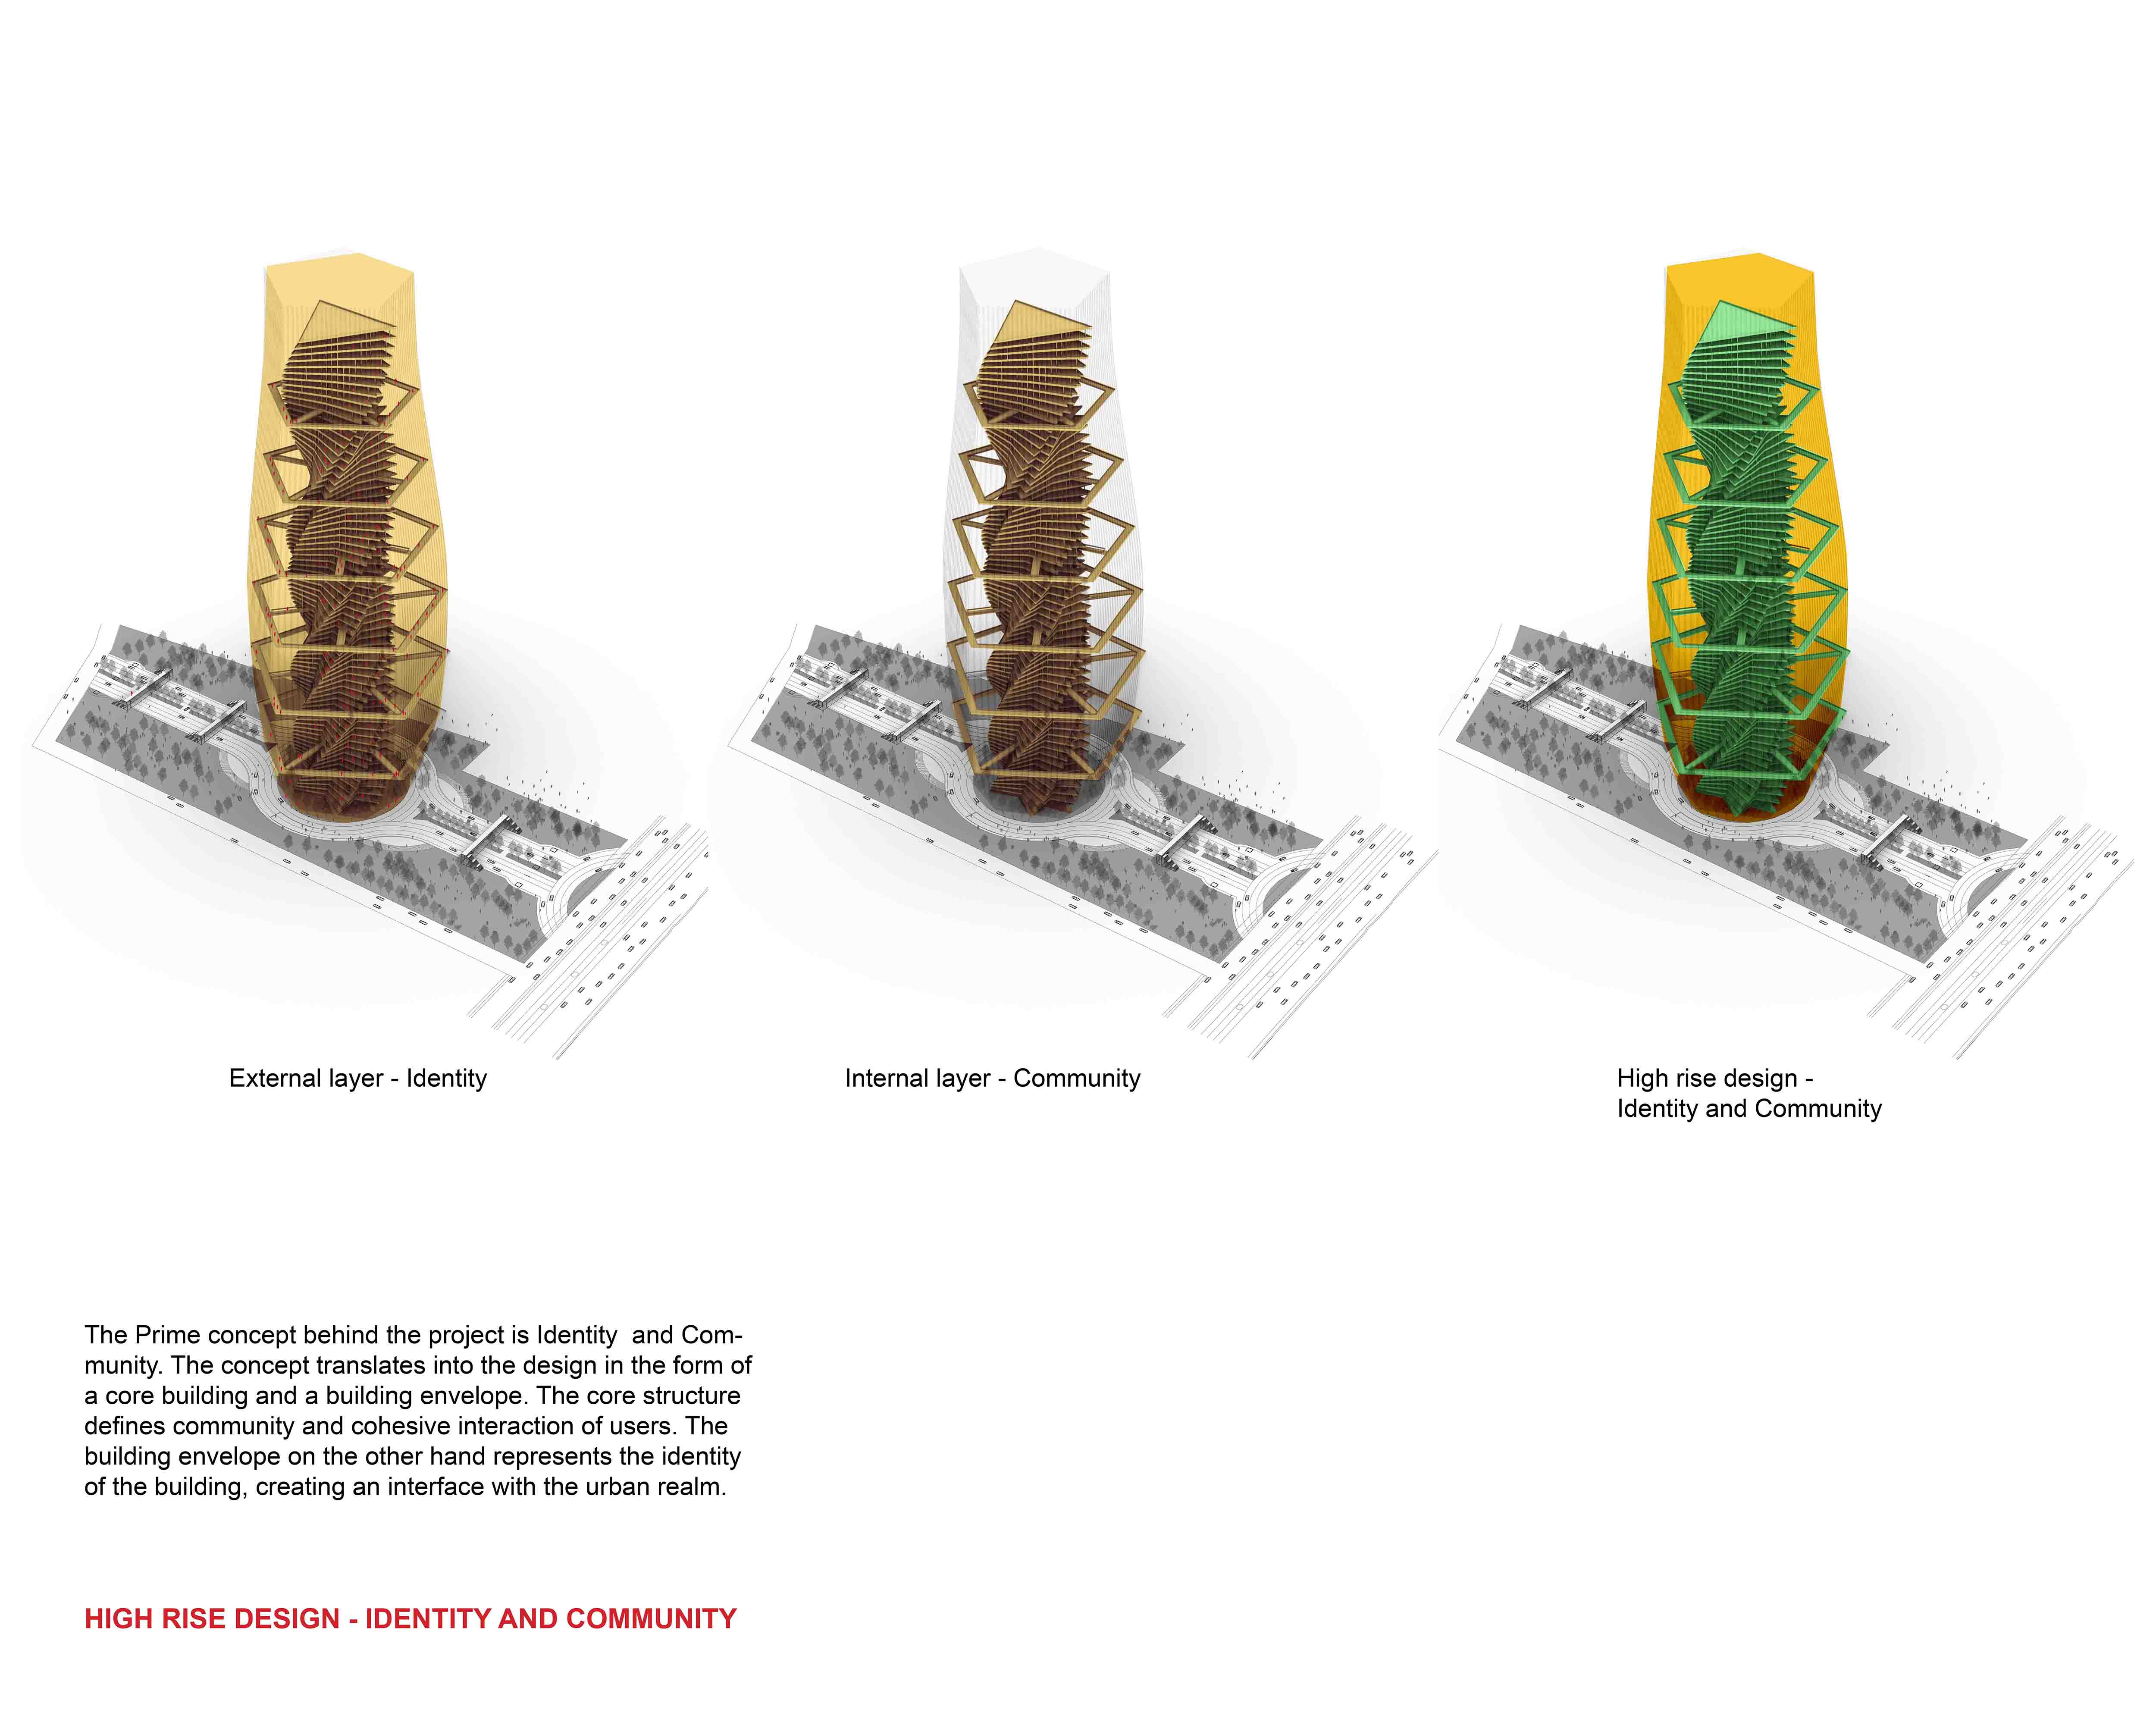 External layer - Identity
Internal layer - Community
High rise design -
Identity and Community
The Prime concept behind the project is Identity  and Com-
munity. The concept translates into the design in the form of
a core building and a building envelope. The core structure
defines community and cohesive interaction of users. The
building envelope on the other hand represents the identity
of the building, creating an interface with the urban realm.
HIGH RISE DESIGN - IDENTITY AND COMMUNITY